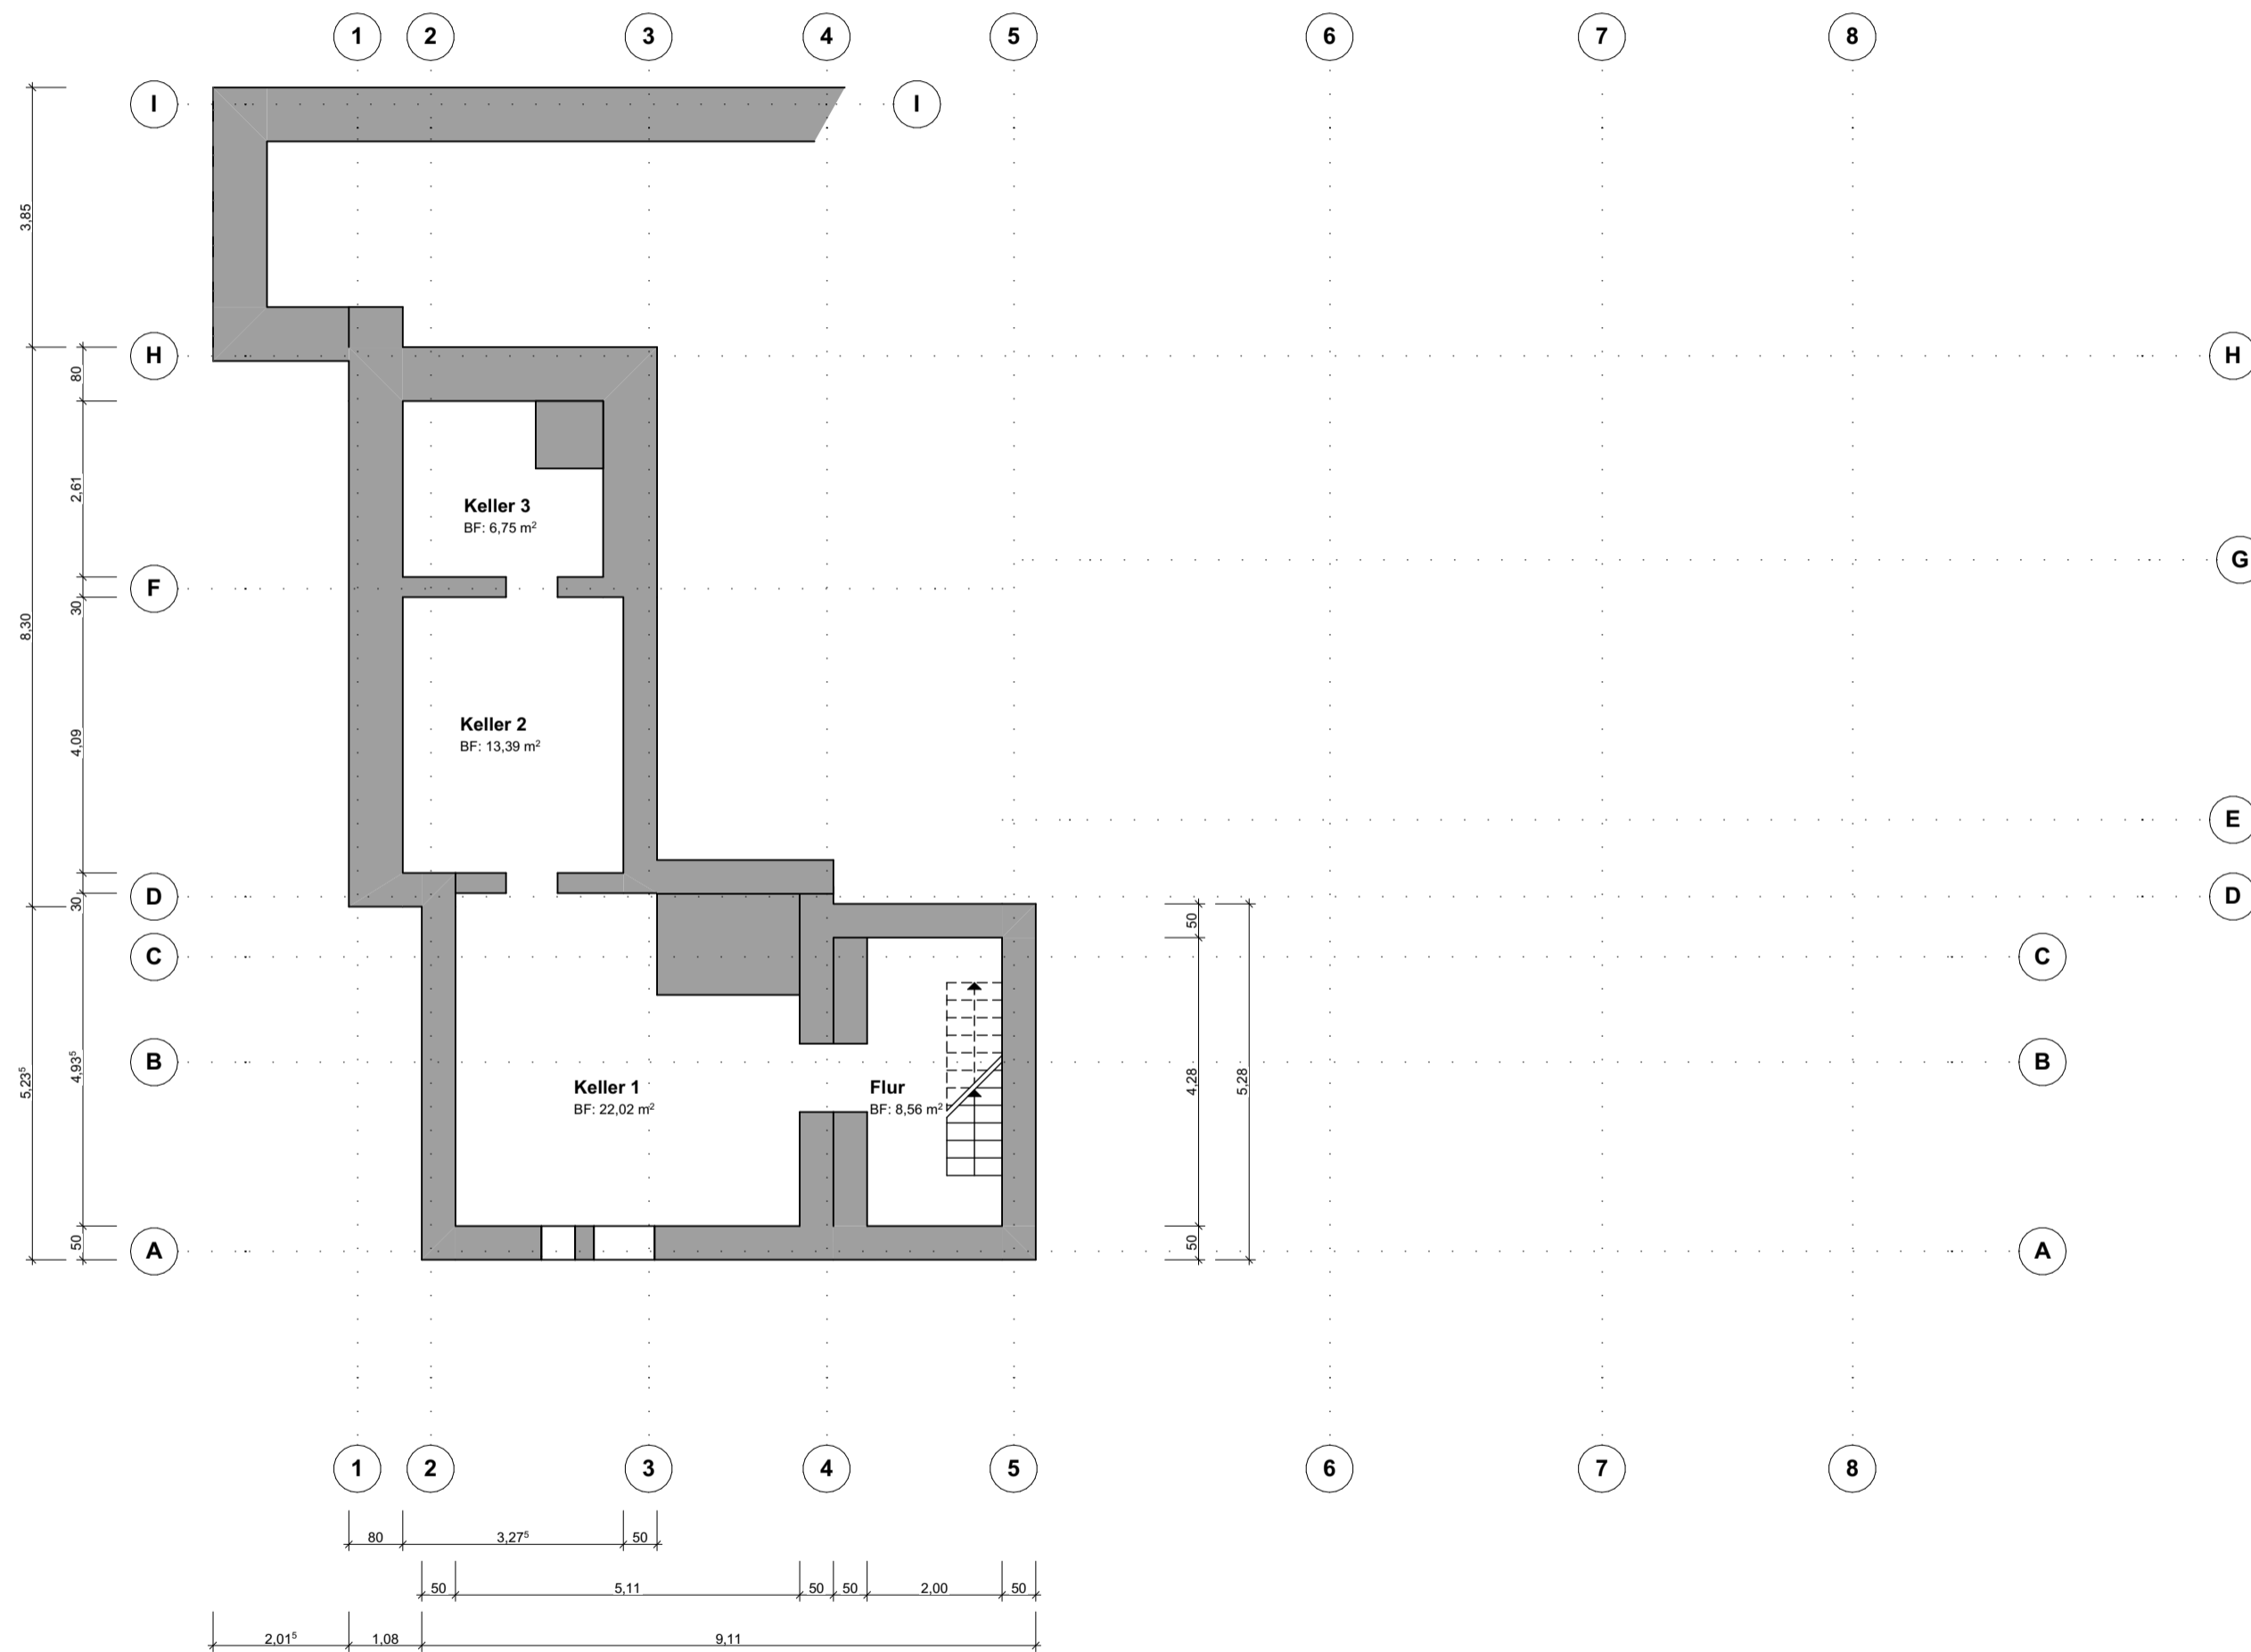 1 2 3 4 5 6 7 8
I I
3,85
H H
80
2,61
Keller 3
BF: 6,75 m²
G
F
30
8,30
Keller 2
BF: 13,39 m²
4,09
E
D D
30
50
C C
B B
4,93⁵
5,23⁵
Keller 1
BF: 22,02 m²
Flur
BF: 8,56 m²
4,28
5,28
A A
50
50
1 2 3 4 5 6 7 8
80 3,27⁵ 50
50 5,11 50 50 2,00 50
2,01⁵ 1,08 9,11